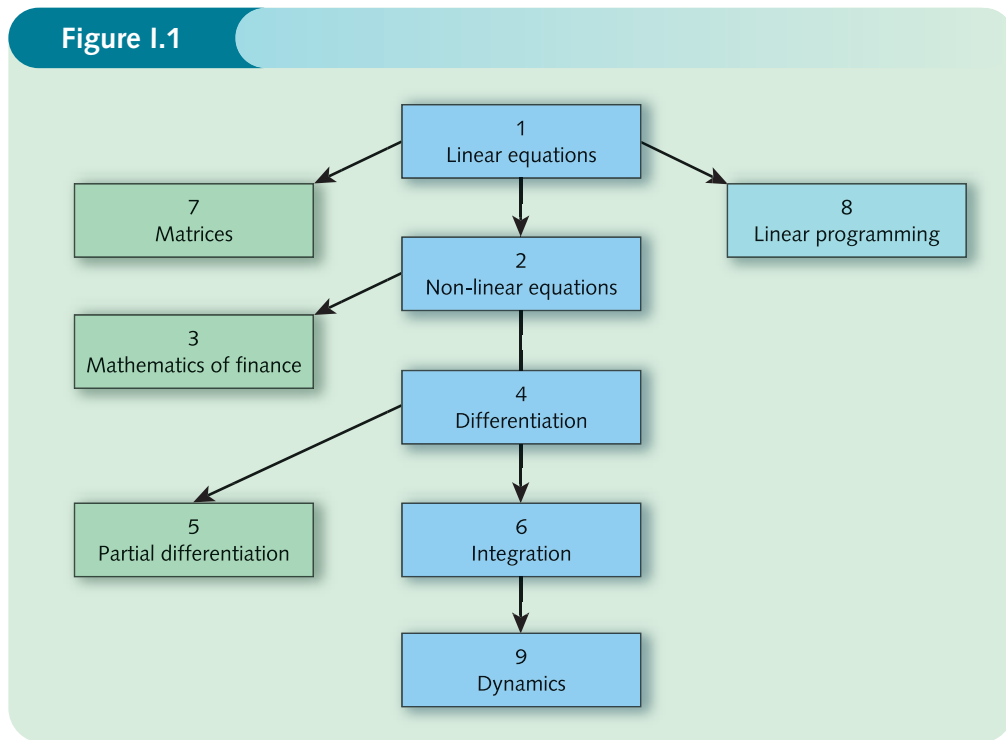 Figure I.1
1
Linear equations
7
Matrices
8
Linear programming
2
Non-linear equations
3
Mathematics of finance
4
Differentiation
5
Partial differentiation
6
Integration
9
Dynamics